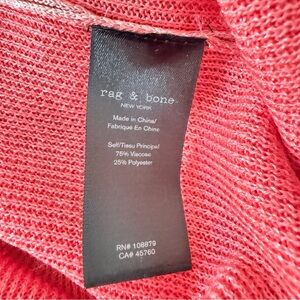 rag & bone
NEW YORK
Made in China/
Fabrique En Chine
Self/Tissu Principal
75% Viscose
25% Polyester
RN# 108879
CA# 45760